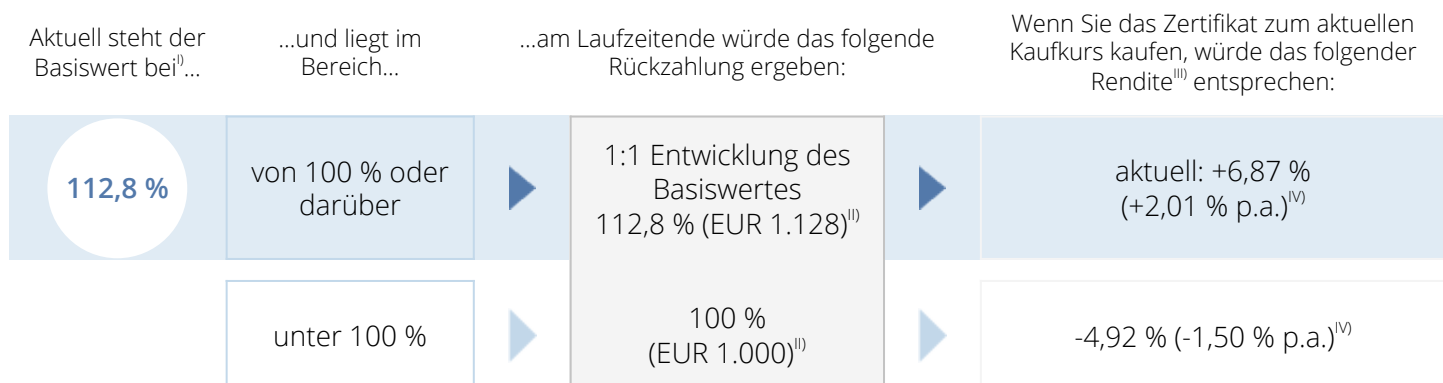 Aktuell steht der
Basiswert bei I)...
...und liegt im
Bereich...
...am Laufzeitende würde das folgende
Rückzahlung ergeben:
Wenn Sie das Zertifikat zum aktuellen
Kaufkurs kaufen, würde das folgender
Rendite III) entsprechen:
112,8 %
von 100 % oder
darüber
1:1 Entwicklung des
Basiswertes
112,8 % (EUR 1.128) II)
aktuell: +6,87 %
(+2,01 % p.a.) IV)
unter 100 %
100 %
(EUR 1.000) II)
-4,92 % (-1,50 % p.a.) IV)